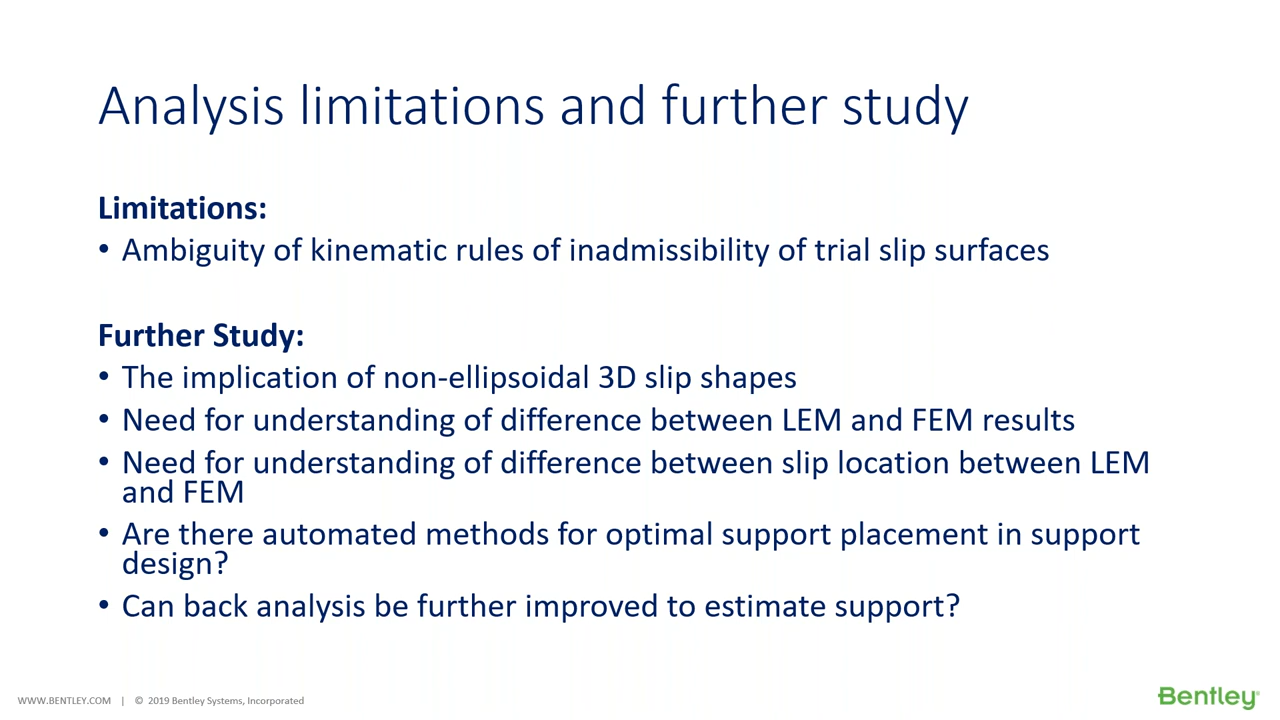 Analysis limitations and further study
Limitations:
• Ambiguity of kinematic rules of inadmissibility of trial slip surfaces
Further Study:
• The implication of non-ellipsoidal 3D slip shapes
• Need for understanding of difference between LEM and FEM results
• Need for understanding of difference between slip location between LEM
and FEM
• Are there automated methods for optimal support placement in support
design?
• Can back analysis be further improved to estimate support?
WWW.BENTLEY.COM | © 2019 Bentley Systems, Incorporated
Bentley